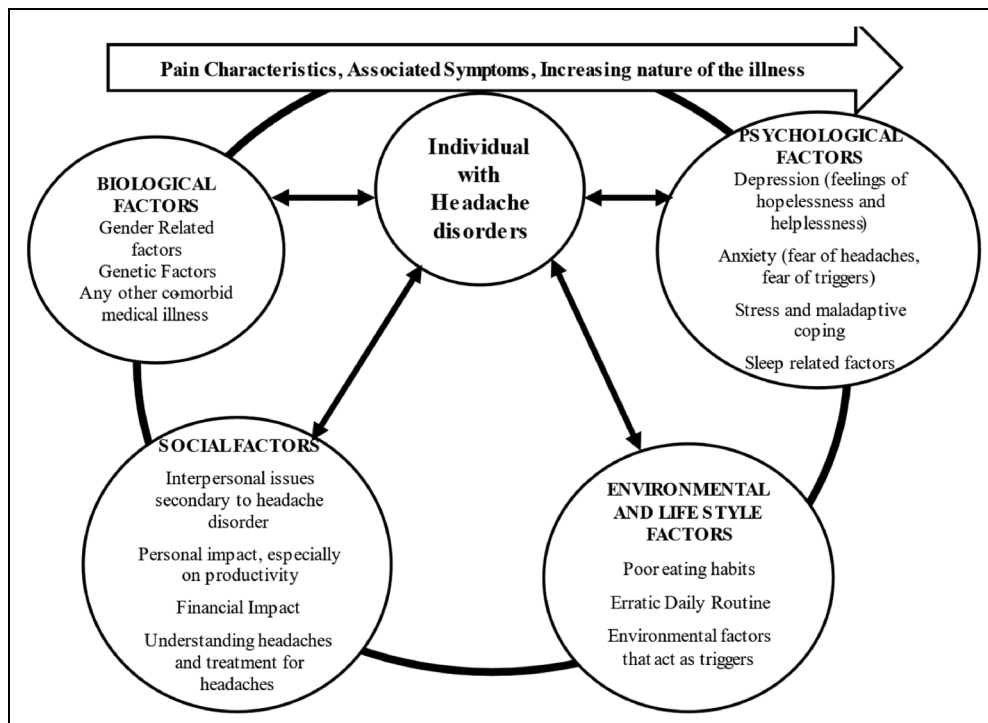 Pain Characteristics, Associated Symptoms, Increasing nature of the illness
Individual
with
Headache
disorders
BIOLOGICAL
FACTORS
Gender Related
factors
Genetic Factors
Any other co-morbid
medical illness
PSYCHOLOGICAL
FACTORS
Depression (feelings of
hopelessness and
helplessness)
Anxiety (fear of headaches,
fear of triggers)
Stress and maladaptive
coping
Sleep related factors
SOCIAL FACTORS
Interpersonal issues
secondary to headache
disorder
Personal impact, especially
on productivity
Financial Impact
Understanding headaches
and treatment for
headaches
ENVIRONMENTAL
AND LIFE STYLE
FACTORS
Poor eating habits
Erratic Daily Routine
Environmental factors
that act as triggers